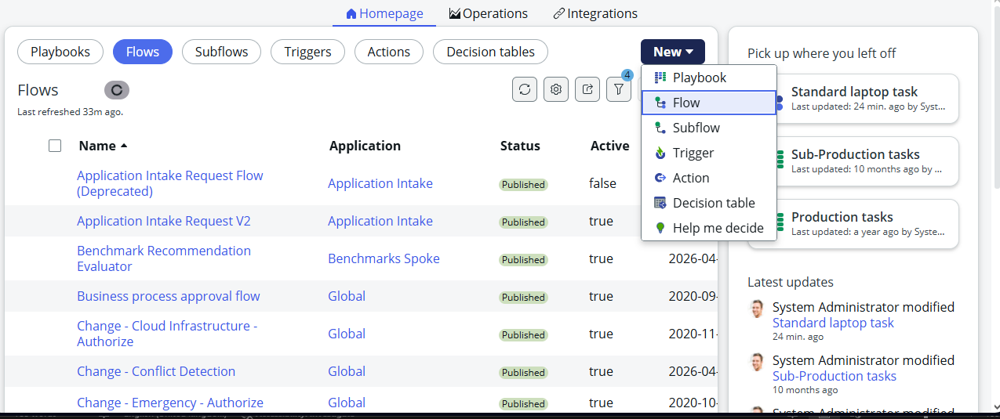 Homepage Operations Integrations
Playbooks Flows Subflows Triggers Actions Decision tables New
Flows
4
Last refreshed 33m ago.
Playbook
Flow
Subflow
Trigger
Action
Decision table
Help me decide
Name Application Status Active
Application Intake Request Flow
(Deprecated) Application Intake Published false
Application Intake Request V2 Application Intake Published true
Benchmark Recommendation
Evaluator Benchmarks Spoke Published true 2026-04-
Business process approval flow Global Published true 2020-09-
Change - Cloud Infrastructure -
Authorize Global Published true 2020-11-
Change - Conflict Detection Global Published true 2026-04-
Change - Emergency - Authorize Global Published true 2020-10-
Pick up where you left off
Standard laptop task
Last updated: 24 min. ago by Syst...
Sub-Production tasks
Last updated: 10 months ago by ...
Production tasks
Last updated: a year ago by Syste...
Latest updates
System Administrator modified
Standard laptop task
24 min. ago
System Administrator modified
Sub-Production tasks
10 months ago
System Administrator modified